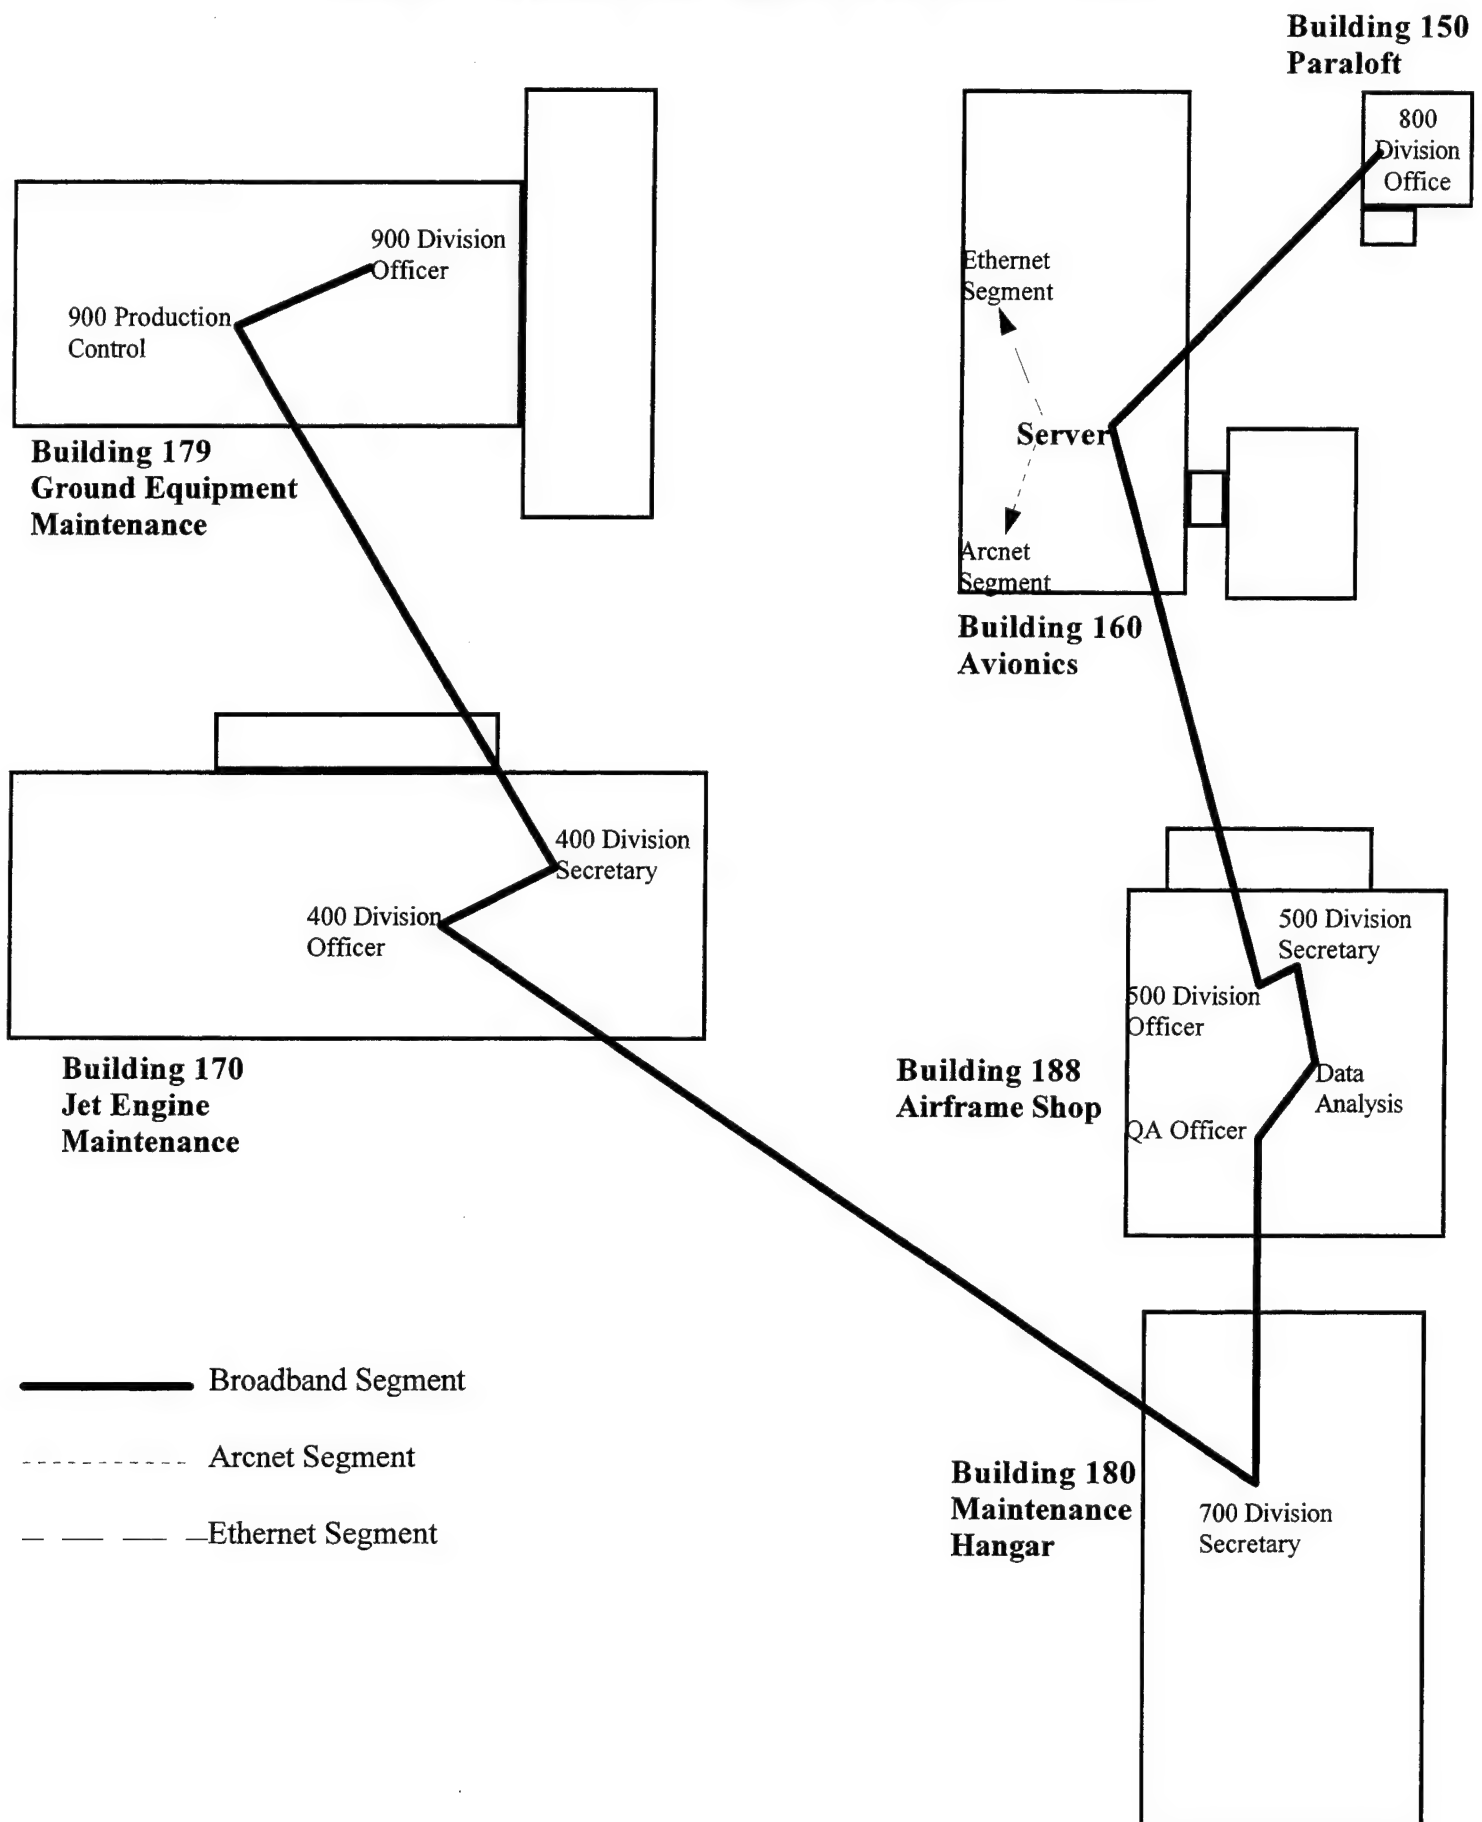 Building 150
Paraloft
800
Division
Office
900 Division
Officer
900 Production
Control
Building 179
Ground Equipment
Maintenance
Ethernet
Segment
Server
Arcnet
Segment
Building 160
Avionics
400 Division
Secretary
400 Division
Officer
Building 170
Jet Engine
Maintenance
500 Division
Secretary
500 Division
Officer
Building 188
Airframe Shop
Data
Analysis
QA Officer
Broadband Segment
Arcnet Segment
Ethernet Segment
Building 180
Maintenance
Hangar
700 Division
Secretary